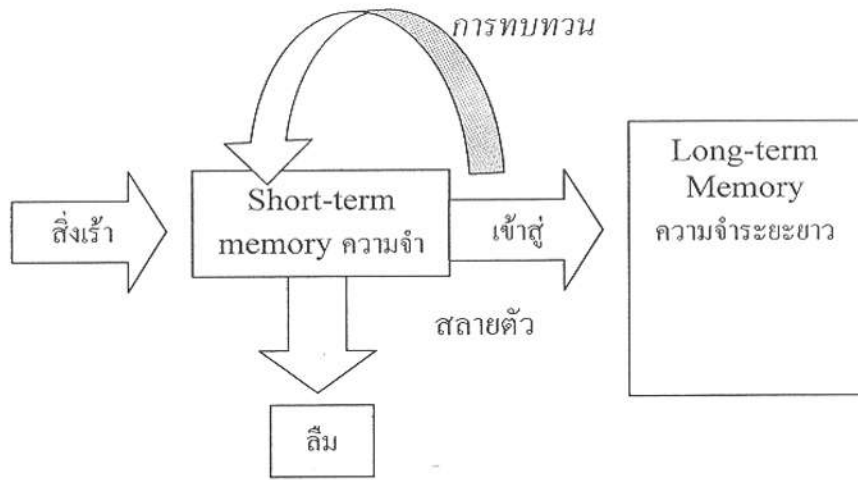 การทบทวน
สิ่งเร้า
Short-term
memory ความจำ
เข้าสู่
Long-term
Memory
ความจำระยะยาว
สลายตัว
ลืม